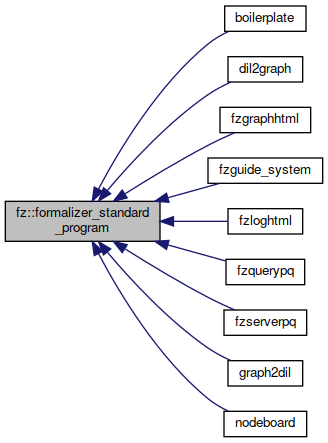 boilerplate
dil2graph
fzgraphhtml
fzguide_system
fz::formalizer_standard
_program
fzloghtml
fzquerypq
fzserverpq
graph2dil
nodeboard